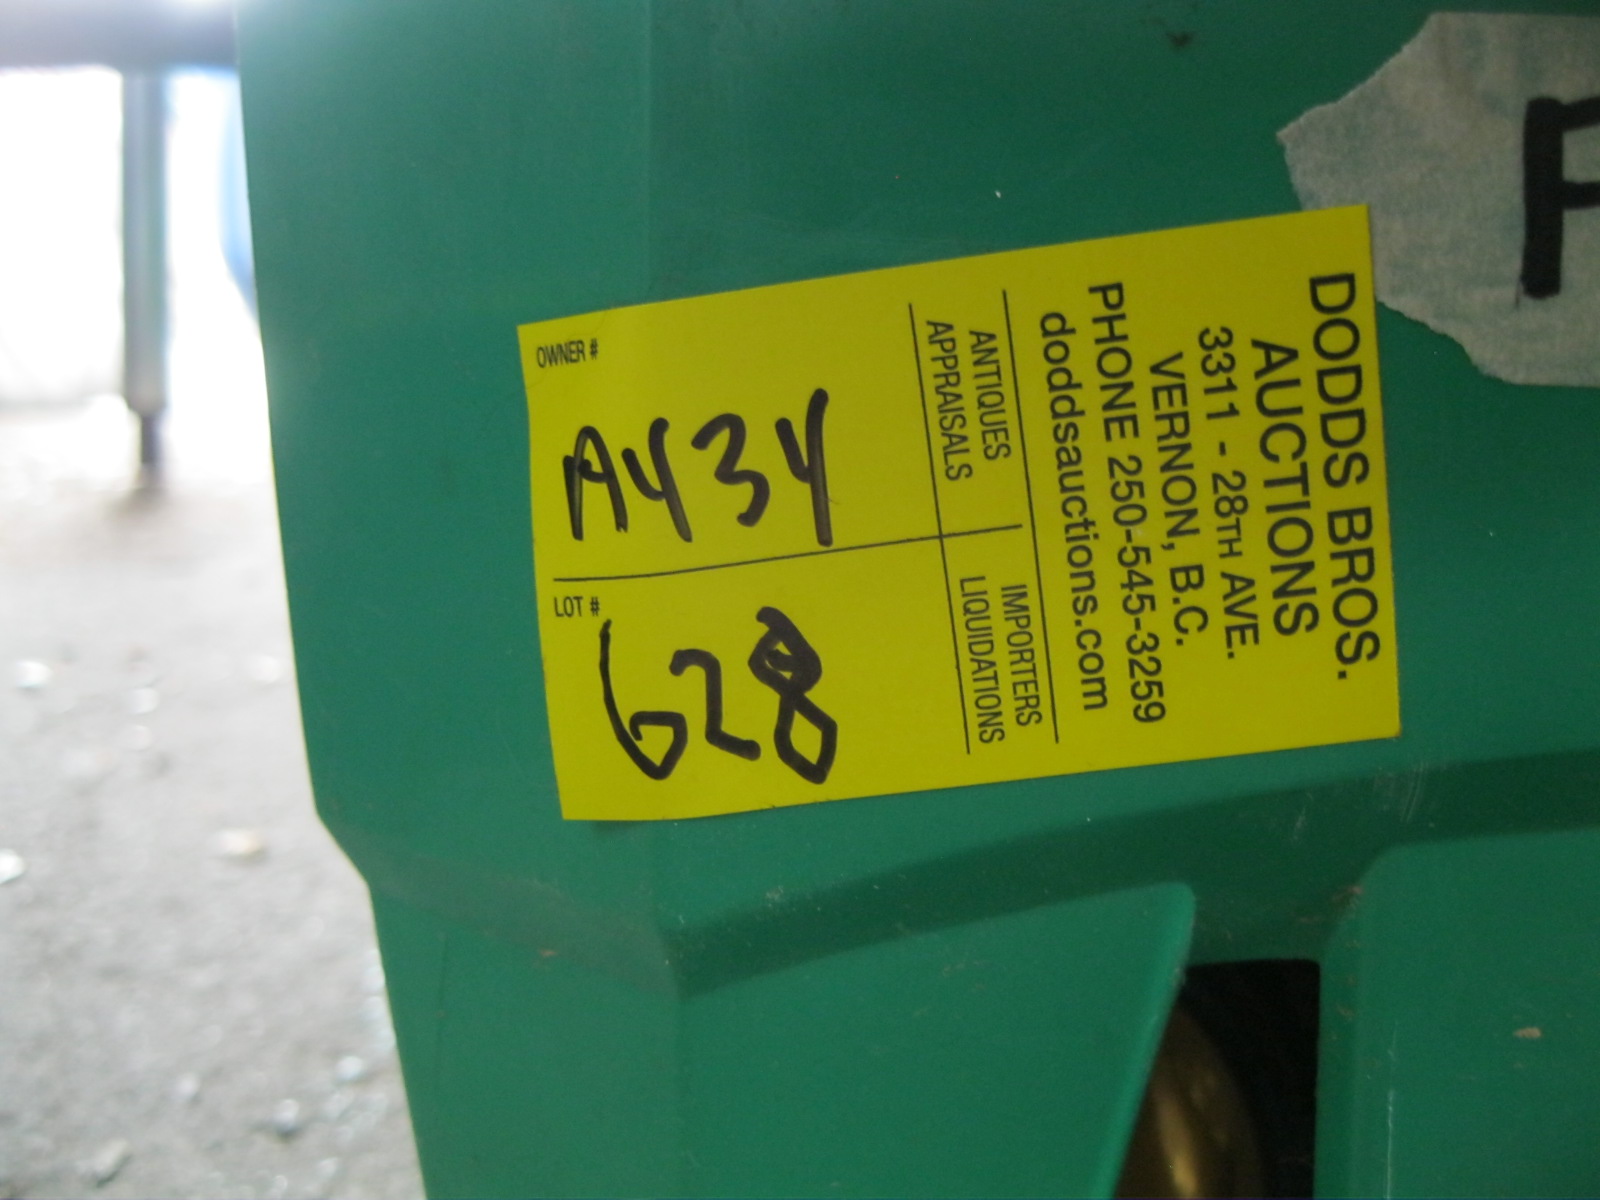 DODDS BROS.
AUCTIONS
3311 - 28TH AVE.
VERNON, B.C.
PHONE 250-545-3259
doddsauctions.com
ANTIQUES
APPRAISALS
IMPORTERS
LIQUIDATIONS
OWNER #
A434
LOT #
628